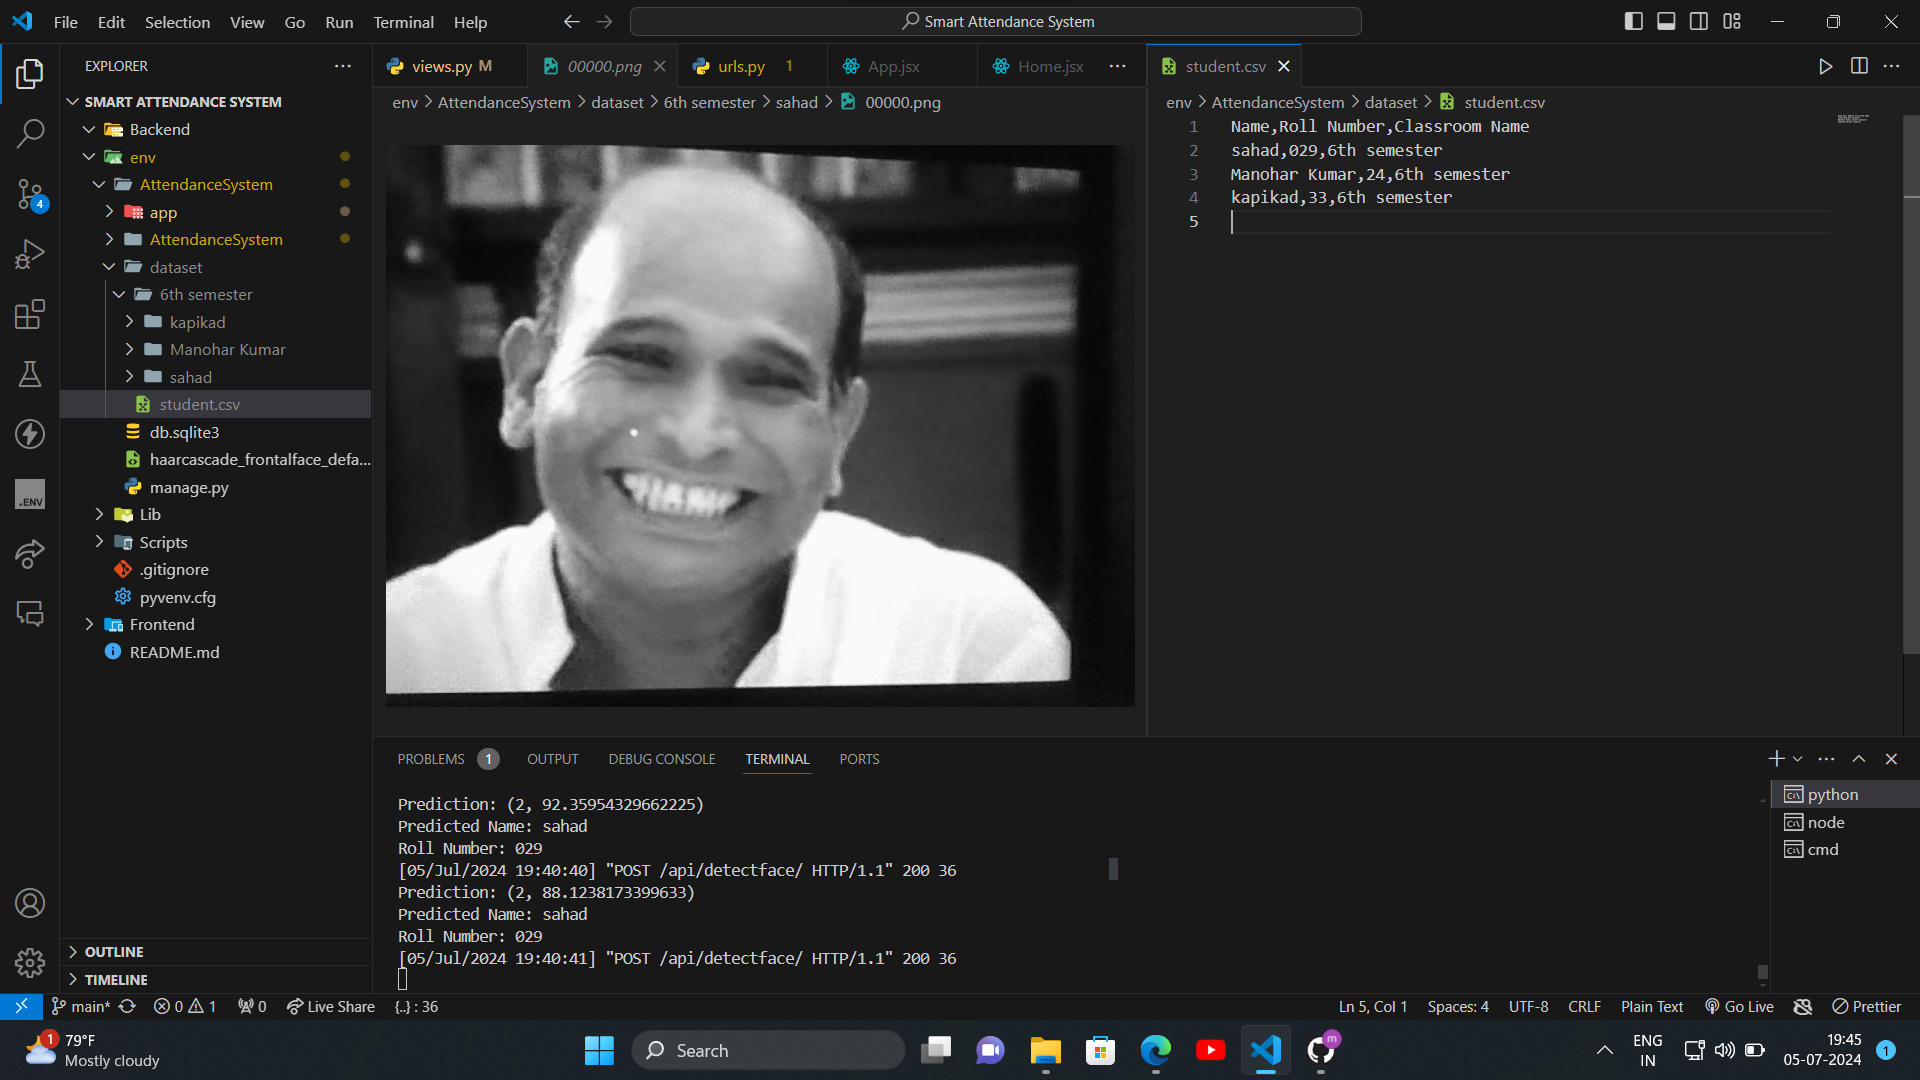 File Edit Selection View Go Run Terminal Help
Smart Attendance System
EXPLORER
SMART ATTENDANCE SYSTEM
Backend
env
AttendanceSystem
app
AttendanceSystem
dataset
6th semester
kapikad
Manohar Kumar
sahad
student.csv
db.sqlite3
haarcascade_frontalface_defa...
manage.py
Lib
Scripts
.gitignore
pyvenv.cfg
Frontend
README.md
OUTLINE
TIMELINE
4
.ENV
views.py M
00000.png
urls.py 1
App.jsx
Home.jsx
env > AttendanceSystem > dataset > 6th semester > sahad > 00000.png
student.csv
env > AttendanceSystem > dataset > student.csv
1 Name,Roll Number,Classroom Name
2 sahad,029,6th semester
3 Manohar Kumar,24,6th semester
4 kapikad,33,6th semester
5
PROBLEMS 1 OUTPUT DEBUG CONSOLE TERMINAL PORTS
Prediction: (2, 92.35954329662225)
Predicted Name: sahad
Roll Number: 029
[05/Jul/2024 19:40:40] "POST /api/detectface/ HTTP/1.1" 200 36
Prediction: (2, 88.1238173399633)
Predicted Name: sahad
Roll Number: 029
[05/Jul/2024 19:40:41] "POST /api/detectface/ HTTP/1.1" 200 36
python
node
cmd
main* 0 1 0 Live Share {..} : 36
Ln 5, Col 1 Spaces: 4 UTF-8 CRLF Plain Text Go Live Prettier
1
79°F
Mostly cloudy
Search
m
ENG
IN
19:45
05-07-2024
1